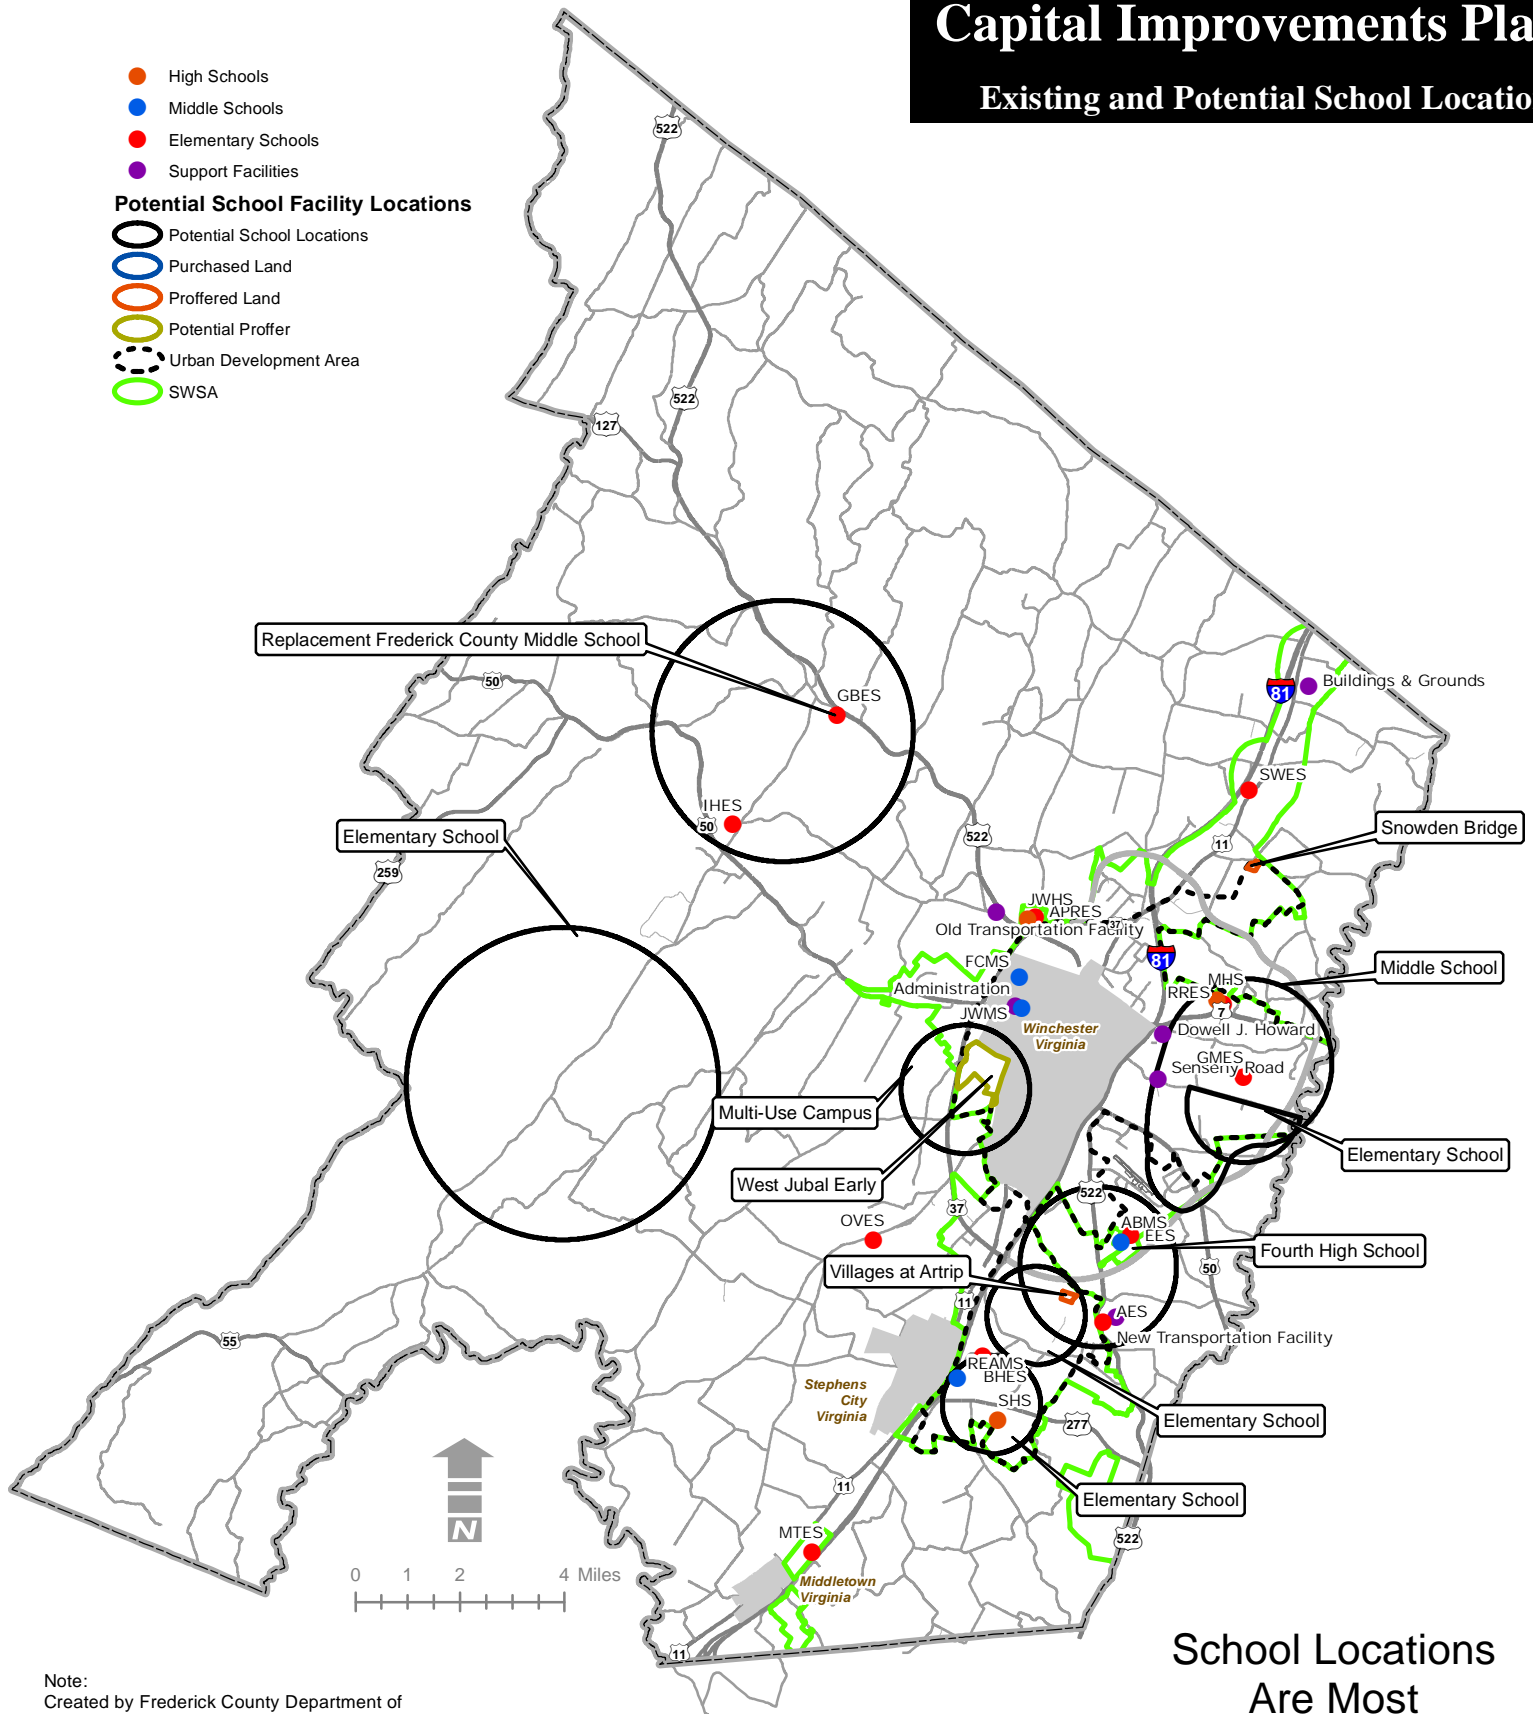 Capital Improvements Pla
Existing and Potential School Locatio
High Schools
Middle Schools
Elementary Schools
Support Facilities
Potential School Facility Locations
Potential School Locations
Purchased Land
Proffered Land
Potential Proffer
Urban Development Area
SWSA
522
522
127
Replacement Frederick County Middle School
50
GBES
81
Buildings & Grounds
SWES
IHES
50
Elementary School
522
Snowden Bridge
11
259
JWHS
APRES
37
Old Transportation Facility
81
FCMS
Middle School
MHS
RRES
Administration
7
JWMS
Winchester
Virginia
Dowell J. Howard
GMES
Senseny Road
Multi-Use Campus
Elementary School
West Jubal Early
522
37
OVES
ABMS
EES
Fourth High School
50
Villages at Artrip
11
AES
New Transportation Facility
55
REAMS
BHES
Stephens
City
Virginia
SHS
277
Elementary School
11
Elementary School
N
MTES
522
0 1 2 4 Miles
Middletown
Virginia
11
School Locations
Are Most
Note:
Created by Frederick County Department of